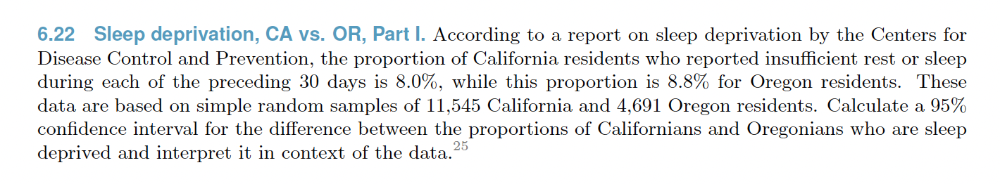 6.22 Sleep deprivation, CA vs. OR, Part I. According to a report on sleep deprivation by the Centers for
Disease Control and Prevention, the proportion of California residents who reported insufficient rest or sleep
during each of the preceding 30 days is 8.0%, while this proportion is 8.8% for Oregon residents. These
data are based on simple random samples of 11,545 California and 4,691 Oregon residents. Calculate a 95%
confidence interval for the difference between the proportions of Californians and Oregonians who are sleep
deprived and interpret it in context of the data.25